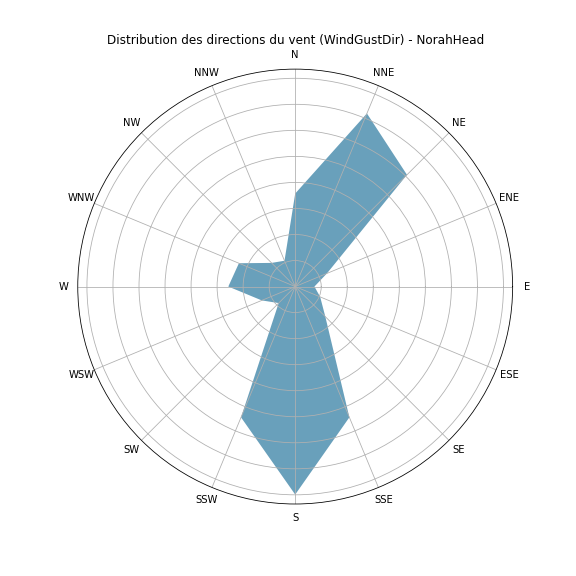 Distribution des directions du vent (WindGustDir) - NorahHead
N
NNW
NNE
NW
NE
WNW
ENE
W
E
WSW
ESE
SW
SE
SSW
SSE
S